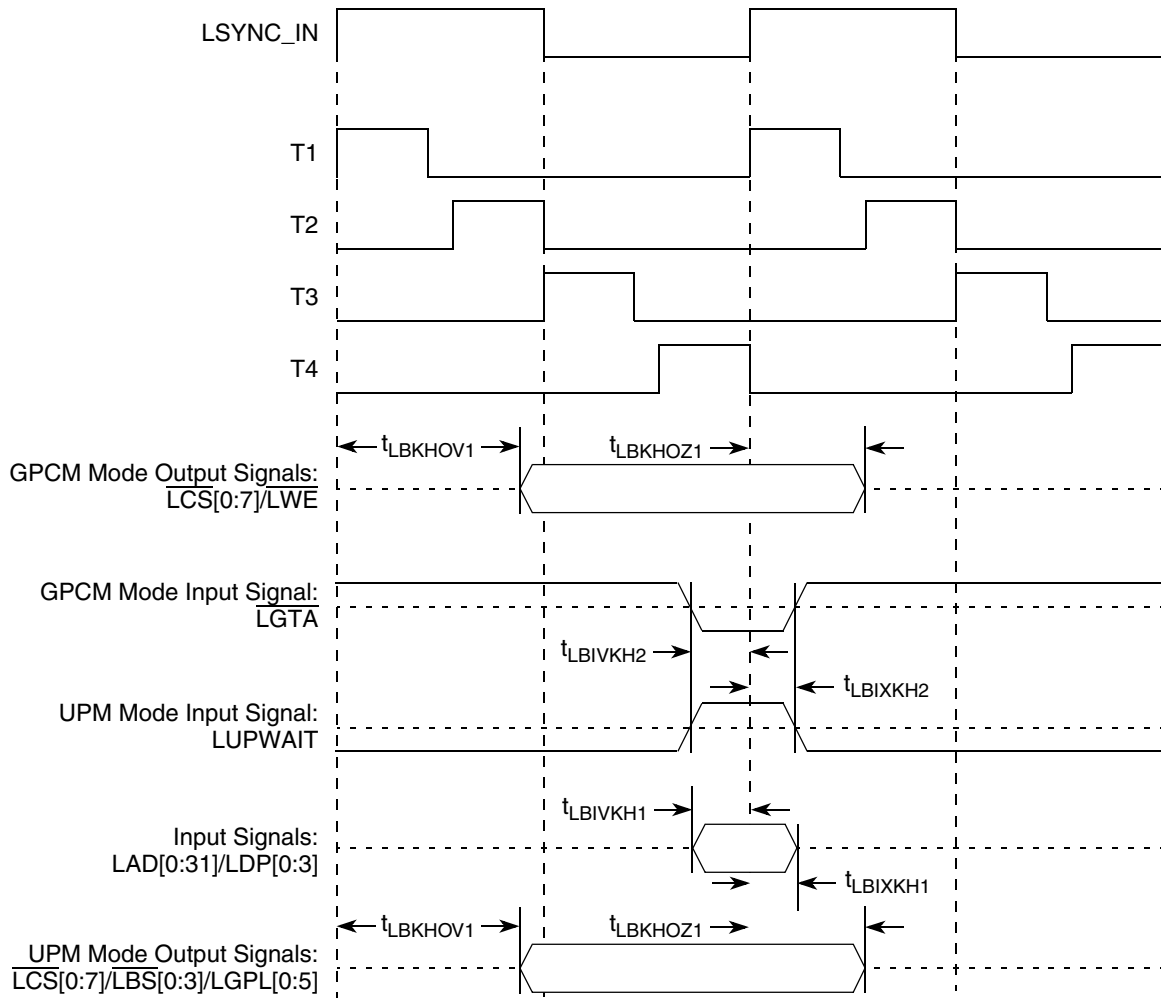 LSYNC_IN
T1
T2
T3
T4
tLBKHOV1
tLBKHOZ1
GPCM Mode Output Signals:
LCS[0:7]/LWE
GPCM Mode Input Signal:
LGTA
tLBIVKH2
tLBIXKH2
UPM Mode Input Signal:
LUPWAIT
tLBIVKH1
Input Signals:
LAD[0:31]/LDP[0:3]
tLBIXKH1
tLBKHOV1
tLBKHOZ1
UPM Mode Output Signals:
LCS[0:7]/LBS[0:3]/LGPL[0:5]